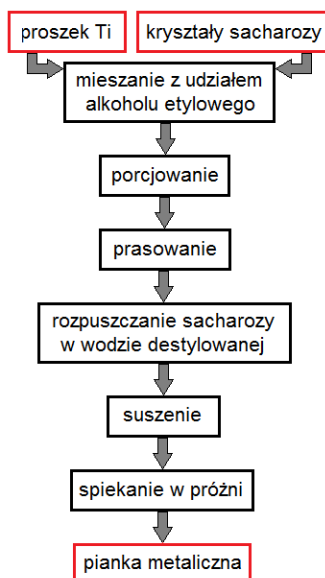 proszek Ti
kryształy sacharozy
mieszanie z udziałem
alkoholu etylowego
porcjowanie
prasowanie
rozpuszczanie sacharozy
w wodzie destylowanej
suszenie
spiekanie w próżni
pianka metaliczna